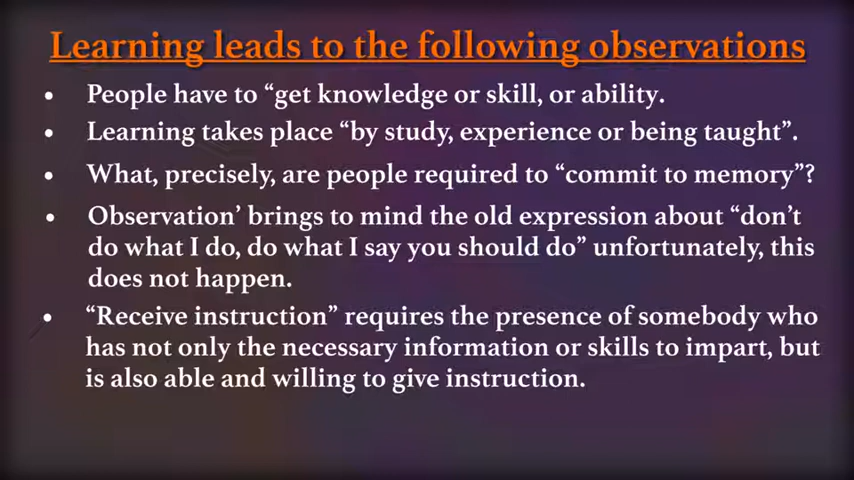 Learning leads to the following observations
• People have to “get knowledge or skill, or ability.
• Learning takes place “by study, experience or being taught”.
• What, precisely, are people required to “commit to memory”?
• Observation’ brings to mind the old expression about “don’t
do what I do, do what I say you should do” unfortunately, this
does not happen.
• “Receive instruction” requires the presence of somebody who
has not only the necessary information or skills to impart, but
is also able and willing to give instruction.